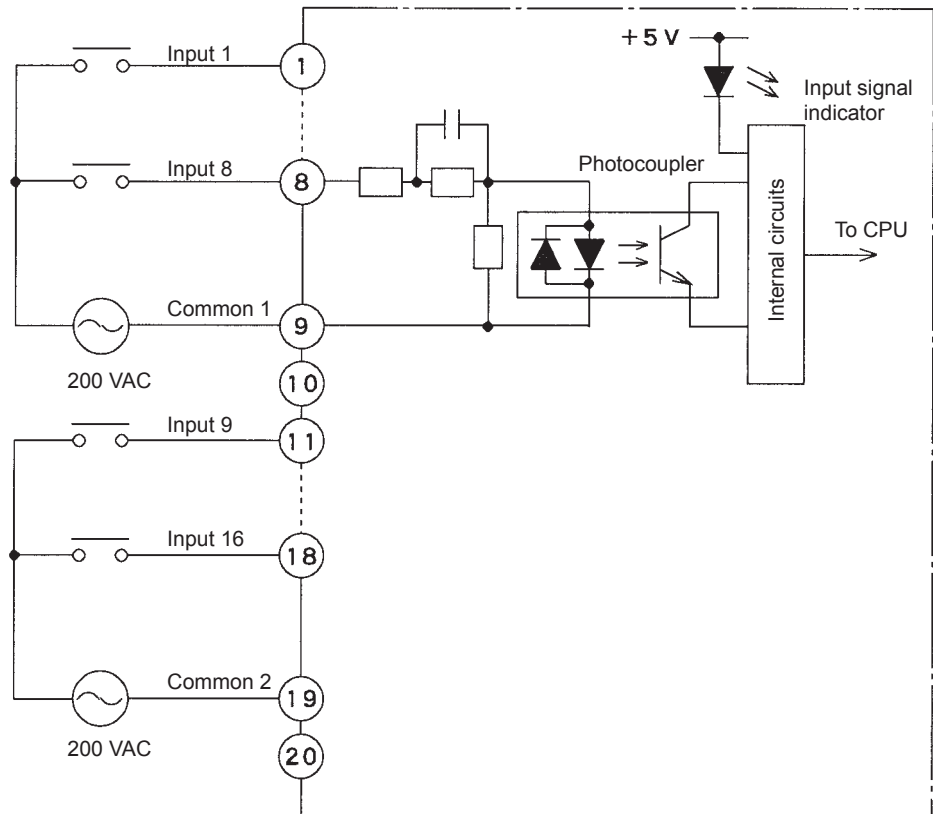 Input 1
1
+5 V
Input signal
indicator
Input 8
8
Photocoupler
Internal circuits
To CPU
Common 1
9
200 VAC
10
Input 9
11
Input 16
18
Common 2
19
200 VAC
20